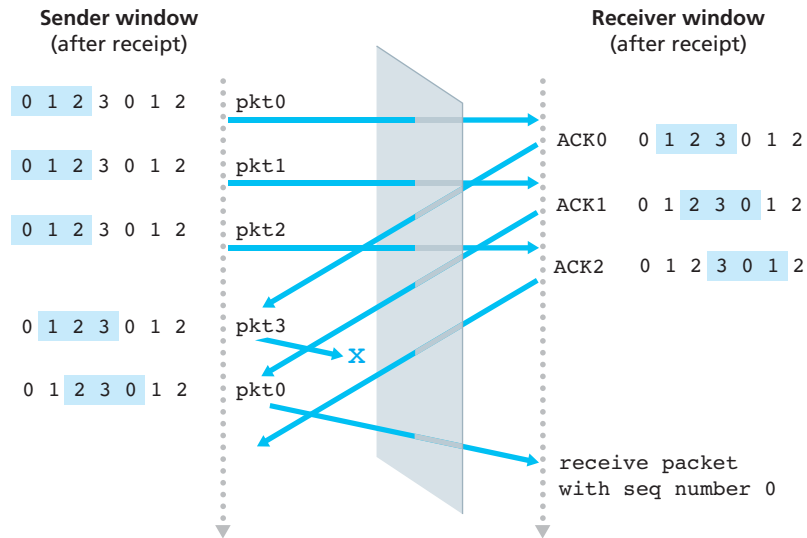 Sender window
(after receipt)
Receiver window
(after receipt)
0 1 2 3 0 1 2
pkt0
ACK0
0 1 2 3 0 1 2
0 1 2 3 0 1 2
pkt1
ACK1
0 1 2 3 0 1 2
0 1 2 3 0 1 2
pkt2
ACK2
0 1 2 3 0 1 2
0 1 2 3 0 1 2
pkt3
X
0 1 2 3 0 1 2
pkt0
receive packet
with seq number 0